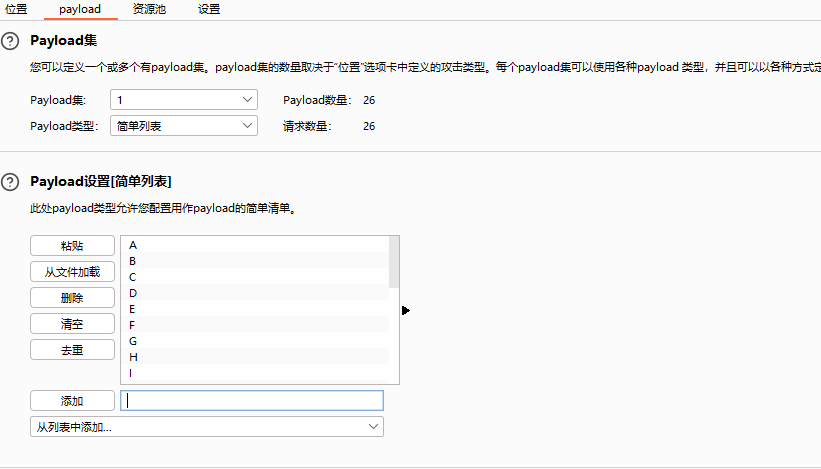 位置 payload 资源池 设置
Payload集
您可以定义一个或多个有payload集。payload集的数量取决于“位置”选项卡中定义的攻击类型。每个payload集可以使用各种payload 类型，并且可以以各种方式定
Payload集: 1 Payload数量: 26
Payload类型: 简单列表 请求数量: 26
Payload设置[简单列表]
此处payload类型允许您配置用作payload的简单清单。
粘贴 A
B
从文件加载 C
D
删除 E
清空 F
G
去重 H
I
添加
从列表中添加...